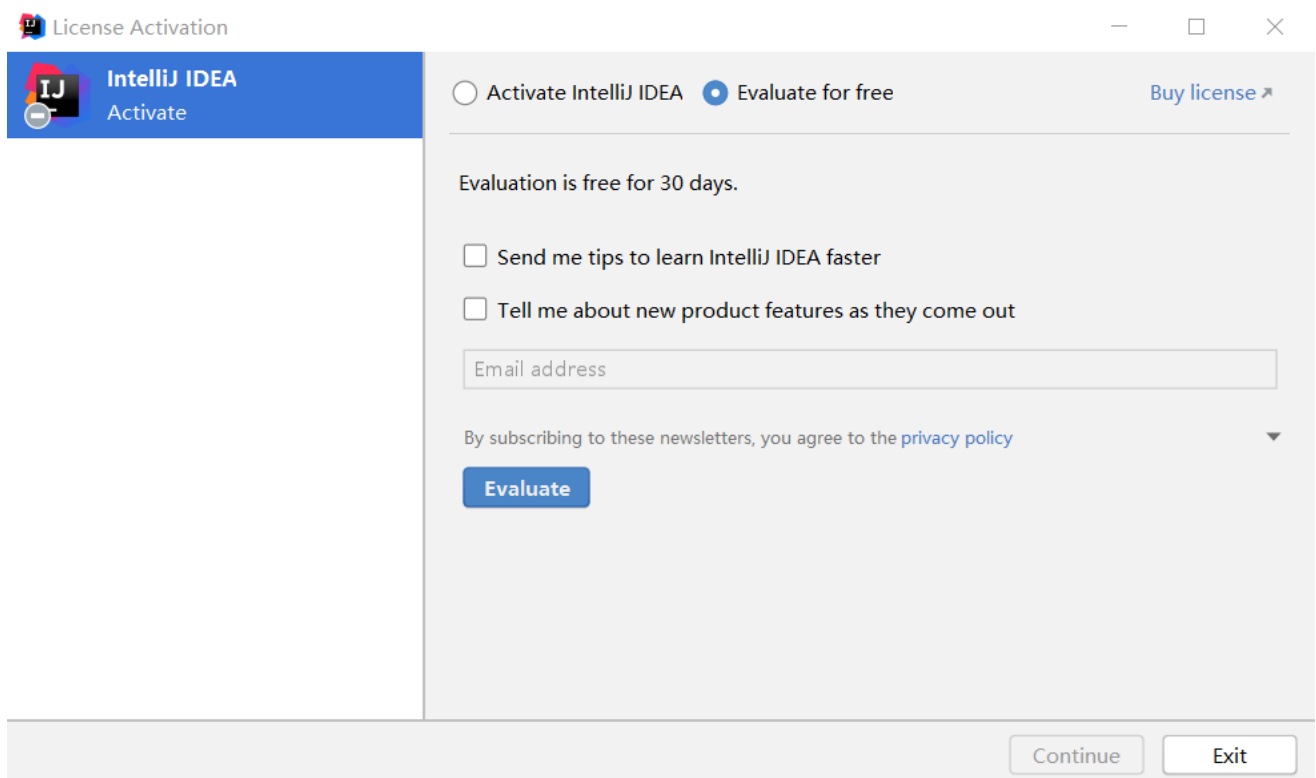 License Activation
IntelliJ IDEA
Activate
Activate IntelliJ IDEA Evaluate for free Buy license
Evaluation is free for 30 days.
Send me tips to learn IntelliJ IDEA faster
Tell me about new product features as they come out
Email address
By subscribing to these newsletters, you agree to the privacy policy
Evaluate
Continue Exit